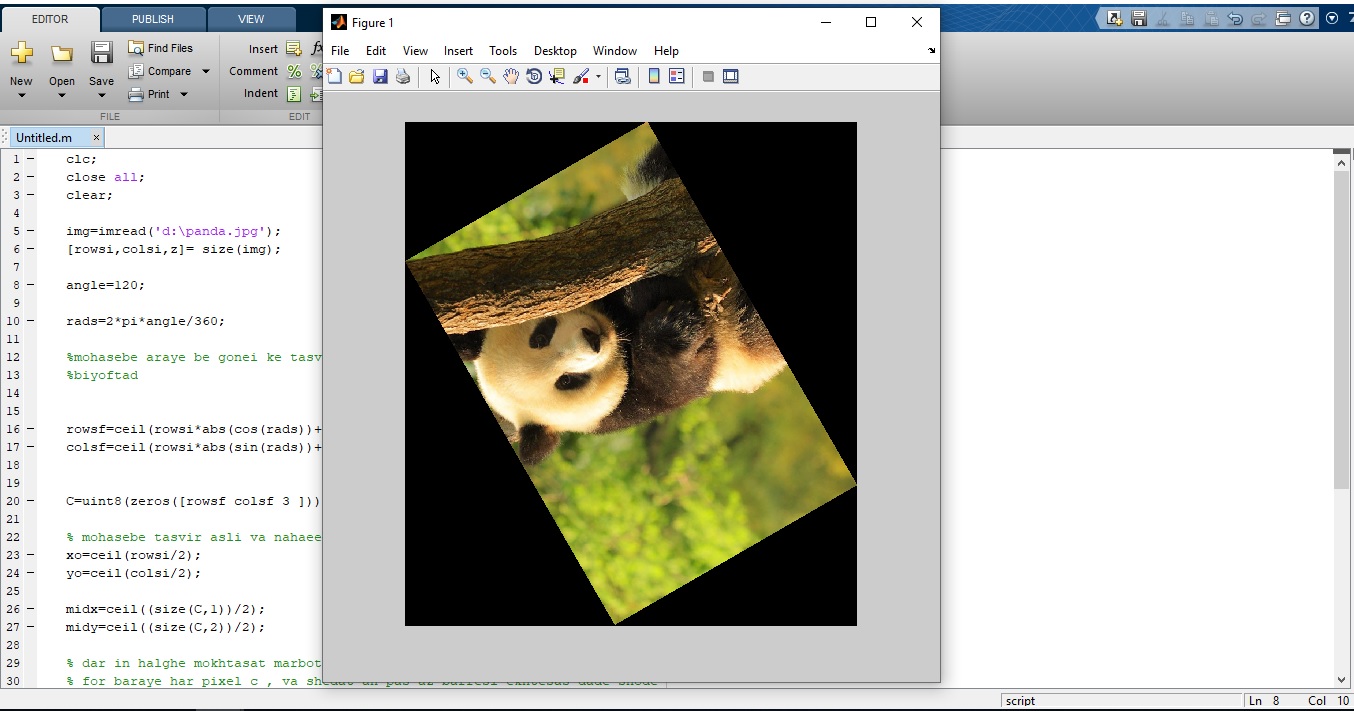 EDITOR PUBLISH VIEW
Figure 1
File Edit View Insert Tools Desktop Window Help
New
Open
Save
Find Files
Compare
Print
Insert fx
Comment %
Indent
FILE
EDIT
Untitled.m ×
1 clc;
2 close all;
3 clear;
4
5 img=imread('d:\panda.jpg');
6 [rowsi,colsi,z]= size(img);
7
8 angle=120;
9
10 rads=2*pi*angle/360;
11
12 %mohasebe araye be gonei ke tasv
13 %biyoftad
14
15
16 rowsf=ceil(rowsi*abs(cos(rads))+
17 colsf=ceil(rowsi*abs(sin(rads))+
18
19
20 C=uint8(zeros([rowsf colsf 3 ]))
21
22 % mohasebe tasvir asli va nahaee
23 xo=ceil(rowsi/2);
24 yo=ceil(colsi/2);
25
26 midx=ceil((size(C,1))/2);
27 midy=ceil((size(C,2))/2);
28
29 % dar in halghe mokhtasat marbot
30 % for baraye har pixel c , va
script
Ln 8 Col 10